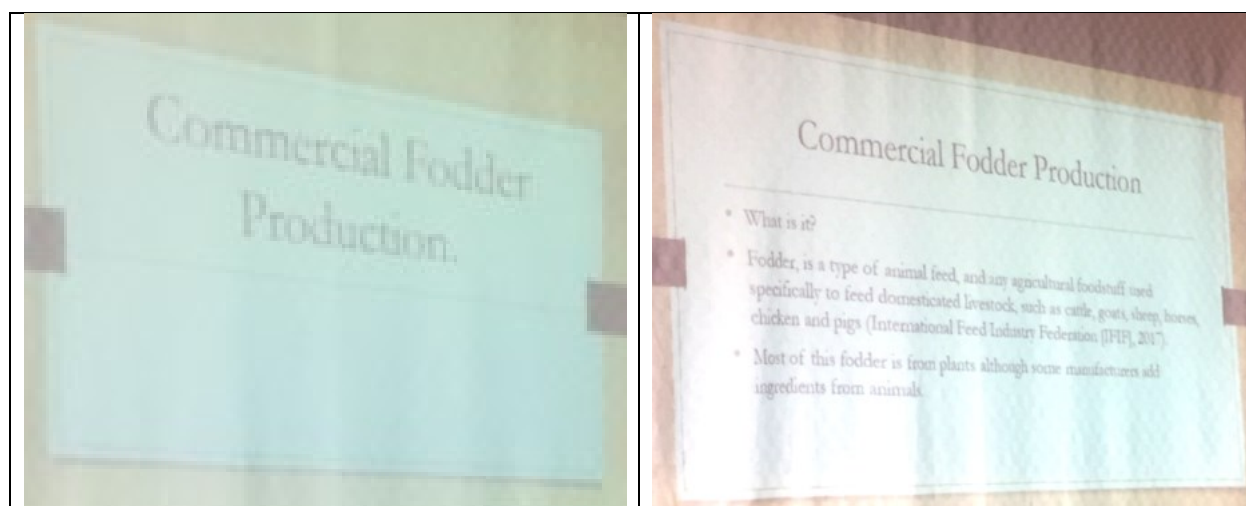 Commercial Fodder
Production.
Commercial Fodder Production
• What is it?
• Fodder, is a type of animal feed, and any agricultural foodstuff used
specifically to feed domesticated livestock, such as cattle, goats, sheep, horses,
chicken and pigs (International Feed Industry Federation (IFIF), 2017).
• Most of this fodder is from plants although some manufacturers add
ingredients from animals.